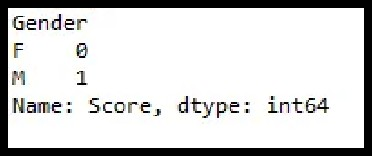 Gender
F    0
M    1
Name: Score, dtype: int64